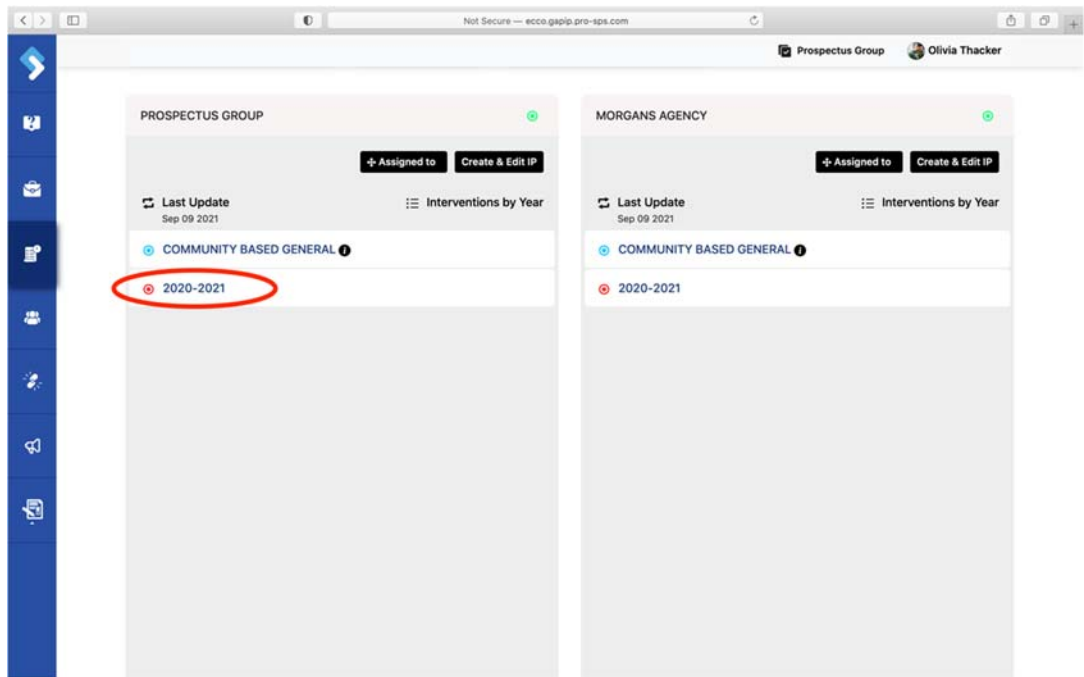 Not Secure — ecco.gapip.pro-sps.com
Prospectus Group
Olivia Thacker
PROSPECTUS GROUP
Assigned to
Create & Edit IP
Last Update
Interventions by Year
Sep 09 2021
COMMUNITY BASED GENERAL
2020-2021
MORGANS AGENCY
Assigned to
Create & Edit IP
Last Update
Interventions by Year
Sep 09 2021
COMMUNITY BASED GENERAL
2020-2021